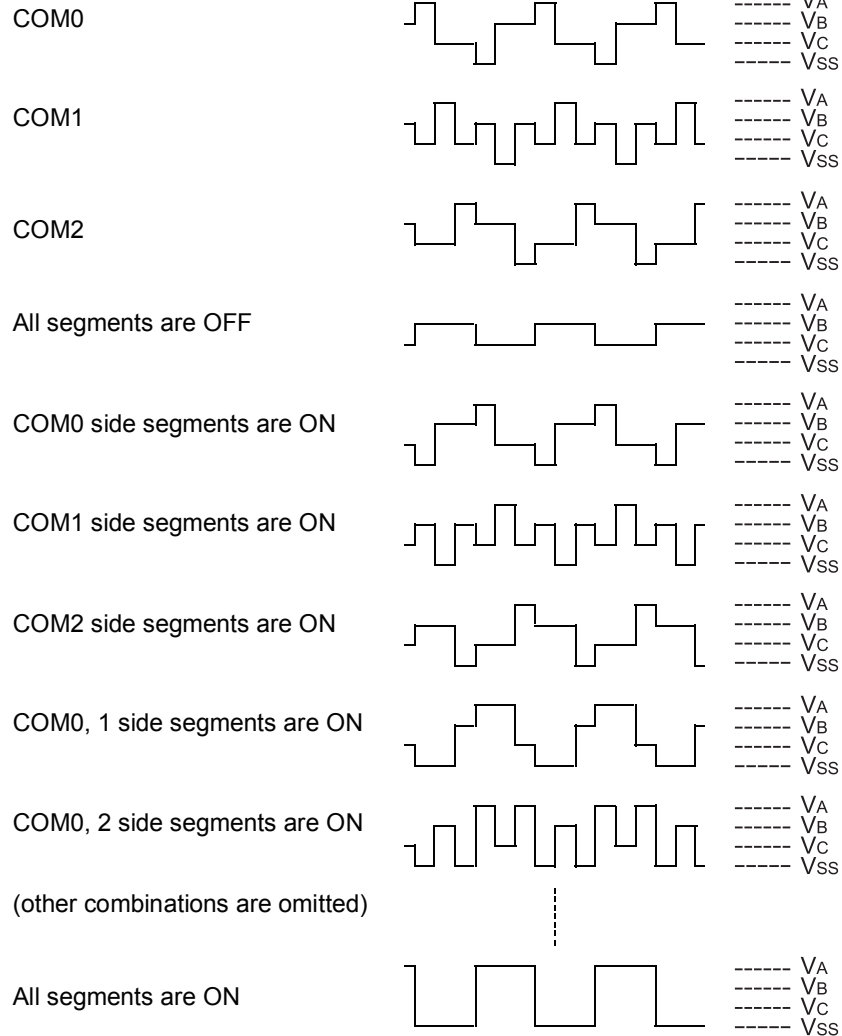 COM0
VA
VB
VC
VSS
COM1
VA
VB
VC
VSS
COM2
VA
VB
VC
VSS
All segments are OFF
VA
VB
VC
VSS
COM0 side segments are ON
VA
VB
VC
VSS
COM1 side segments are ON
VA
VB
VC
VSS
COM2 side segments are ON
VA
VB
VC
VSS
COM0, 1 side segments are ON
VA
VB
VC
VSS
COM0, 2 side segments are ON
VA
VB
VC
VSS
(other combinations are omitted)
All segments are ON
VA
VB
VC
VSS